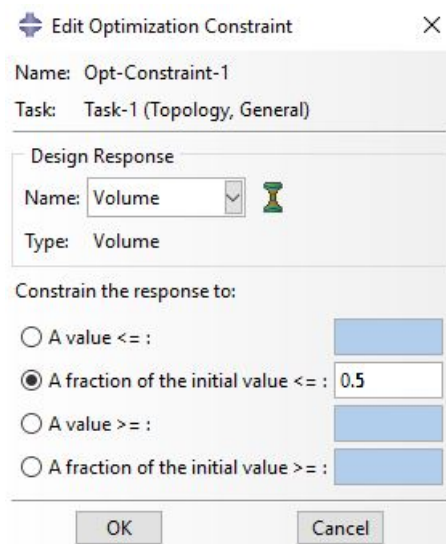 Edit Optimization Constraint
Name: Opt-Constraint-1
Task: Task-1 (Topology, General)
Design Response
Name: Volume
Type: Volume
Constrain the response to:
A value <= :
A fraction of the initial value <= : 0.5
A value >= :
A fraction of the initial value >= :
OK Cancel